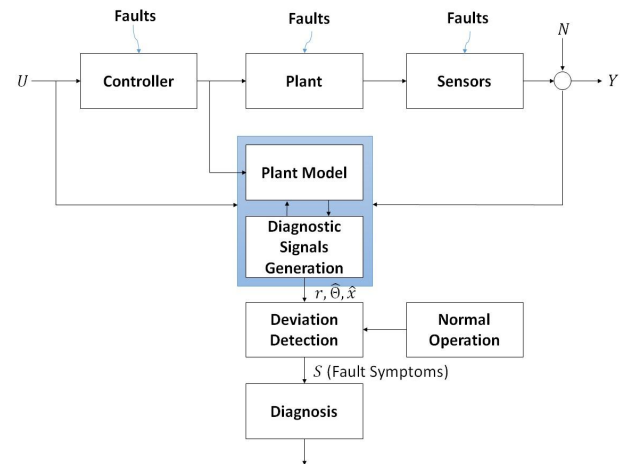 Faults
Faults
Faults
N
U
Controller
Plant
Sensors
Y
Plant Model
Diagnostic
Signals
Generation
r, Θ̂, x̂
Deviation
Detection
Normal
Operation
S (Fault Symptoms)
Diagnosis